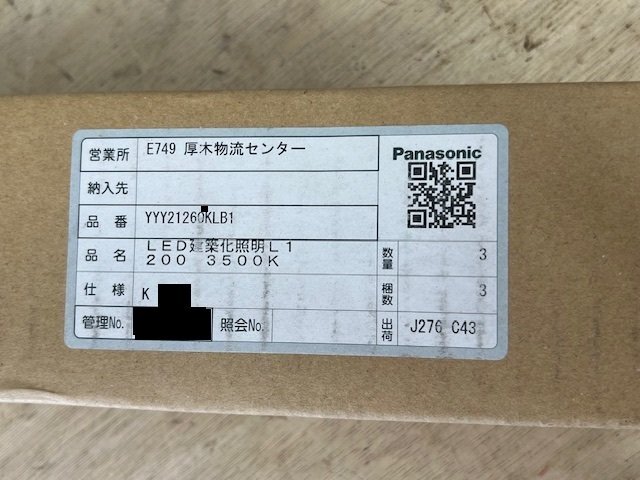 営業所 E749 厚木物流センター
Panasonic
納入先
品番 YYY21260KLB1
品名 LED建築化照明L1
200 3500K
数量 3
仕様 K
梱数 3
管理No. 照会No.
出荷 J276 C43